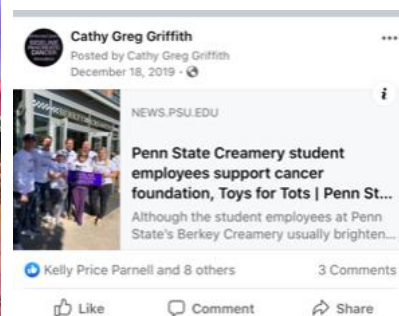 Cathy Greg Griffith
Posted by Cathy Greg Griffith
December 18, 2019 ·
NEWS.PSU.EDU
i
Penn State Creamery student
employees support cancer
foundation, Toys for Tots | Penn St...
Although the student employees at Penn
State's Berkey Creamery usually brighten...
Kelly Price Parnell and 8 others
3 Comments
Like
Comment
Share